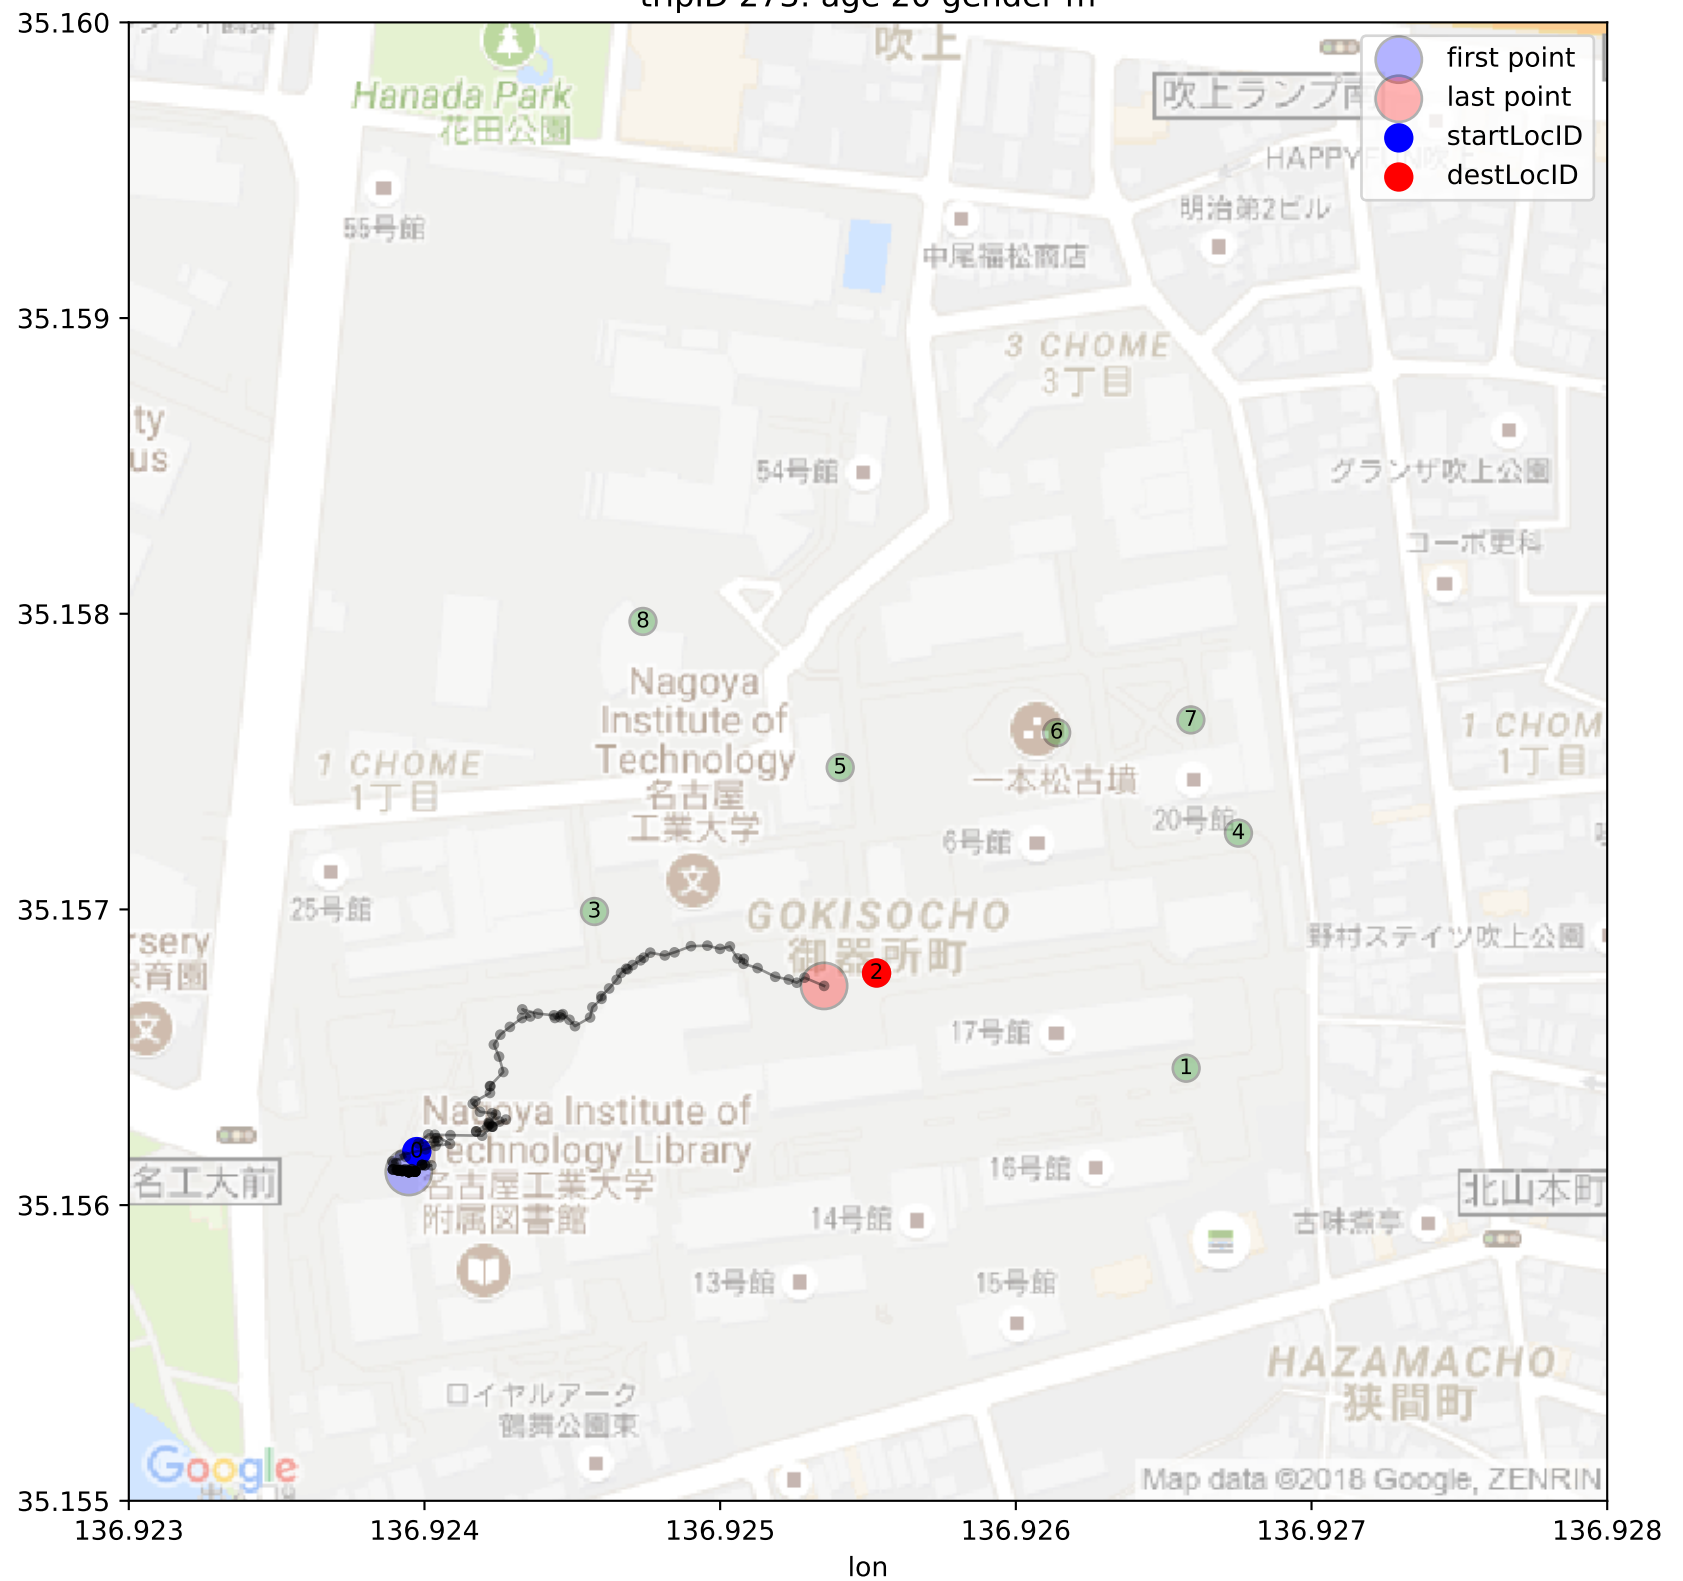 35.160
35.159
35.158
35.157
35.156
35.155
136.923
136.924
136.925
136.926
136.927
136.928
lon
first point
last point
startLocID
destLocID
吹上
Hanada Park
花田公園
吹上ランプ南
55号館
明治第2ビル
中尾福松商店
3 CHOME
3丁目
ty
us
54号館
グランザ吹上公園
コーポ更科
8
Nagoya
Institute of
Technology
名古屋
工業大学
7
6
5
一本松古墳
1 CHOME
1丁目
1 CHOM
1丁目
20号館
4
6号館
25号館
3
GOKISOCHO
御器所町
2
rsery
保育園
野村ステイツ吹上公園
17号館
1
Nagoya Institute of
Technology Library
名古屋工業大学
附属図書館
0
名工大前
16号館
14号館
13号館
15号館
古味煮亭
北山本町
HAZAMACHO
狭間町
ロイヤルアーク
鶴舞公園東
Google
Map data ©2018 Google, ZENRIN